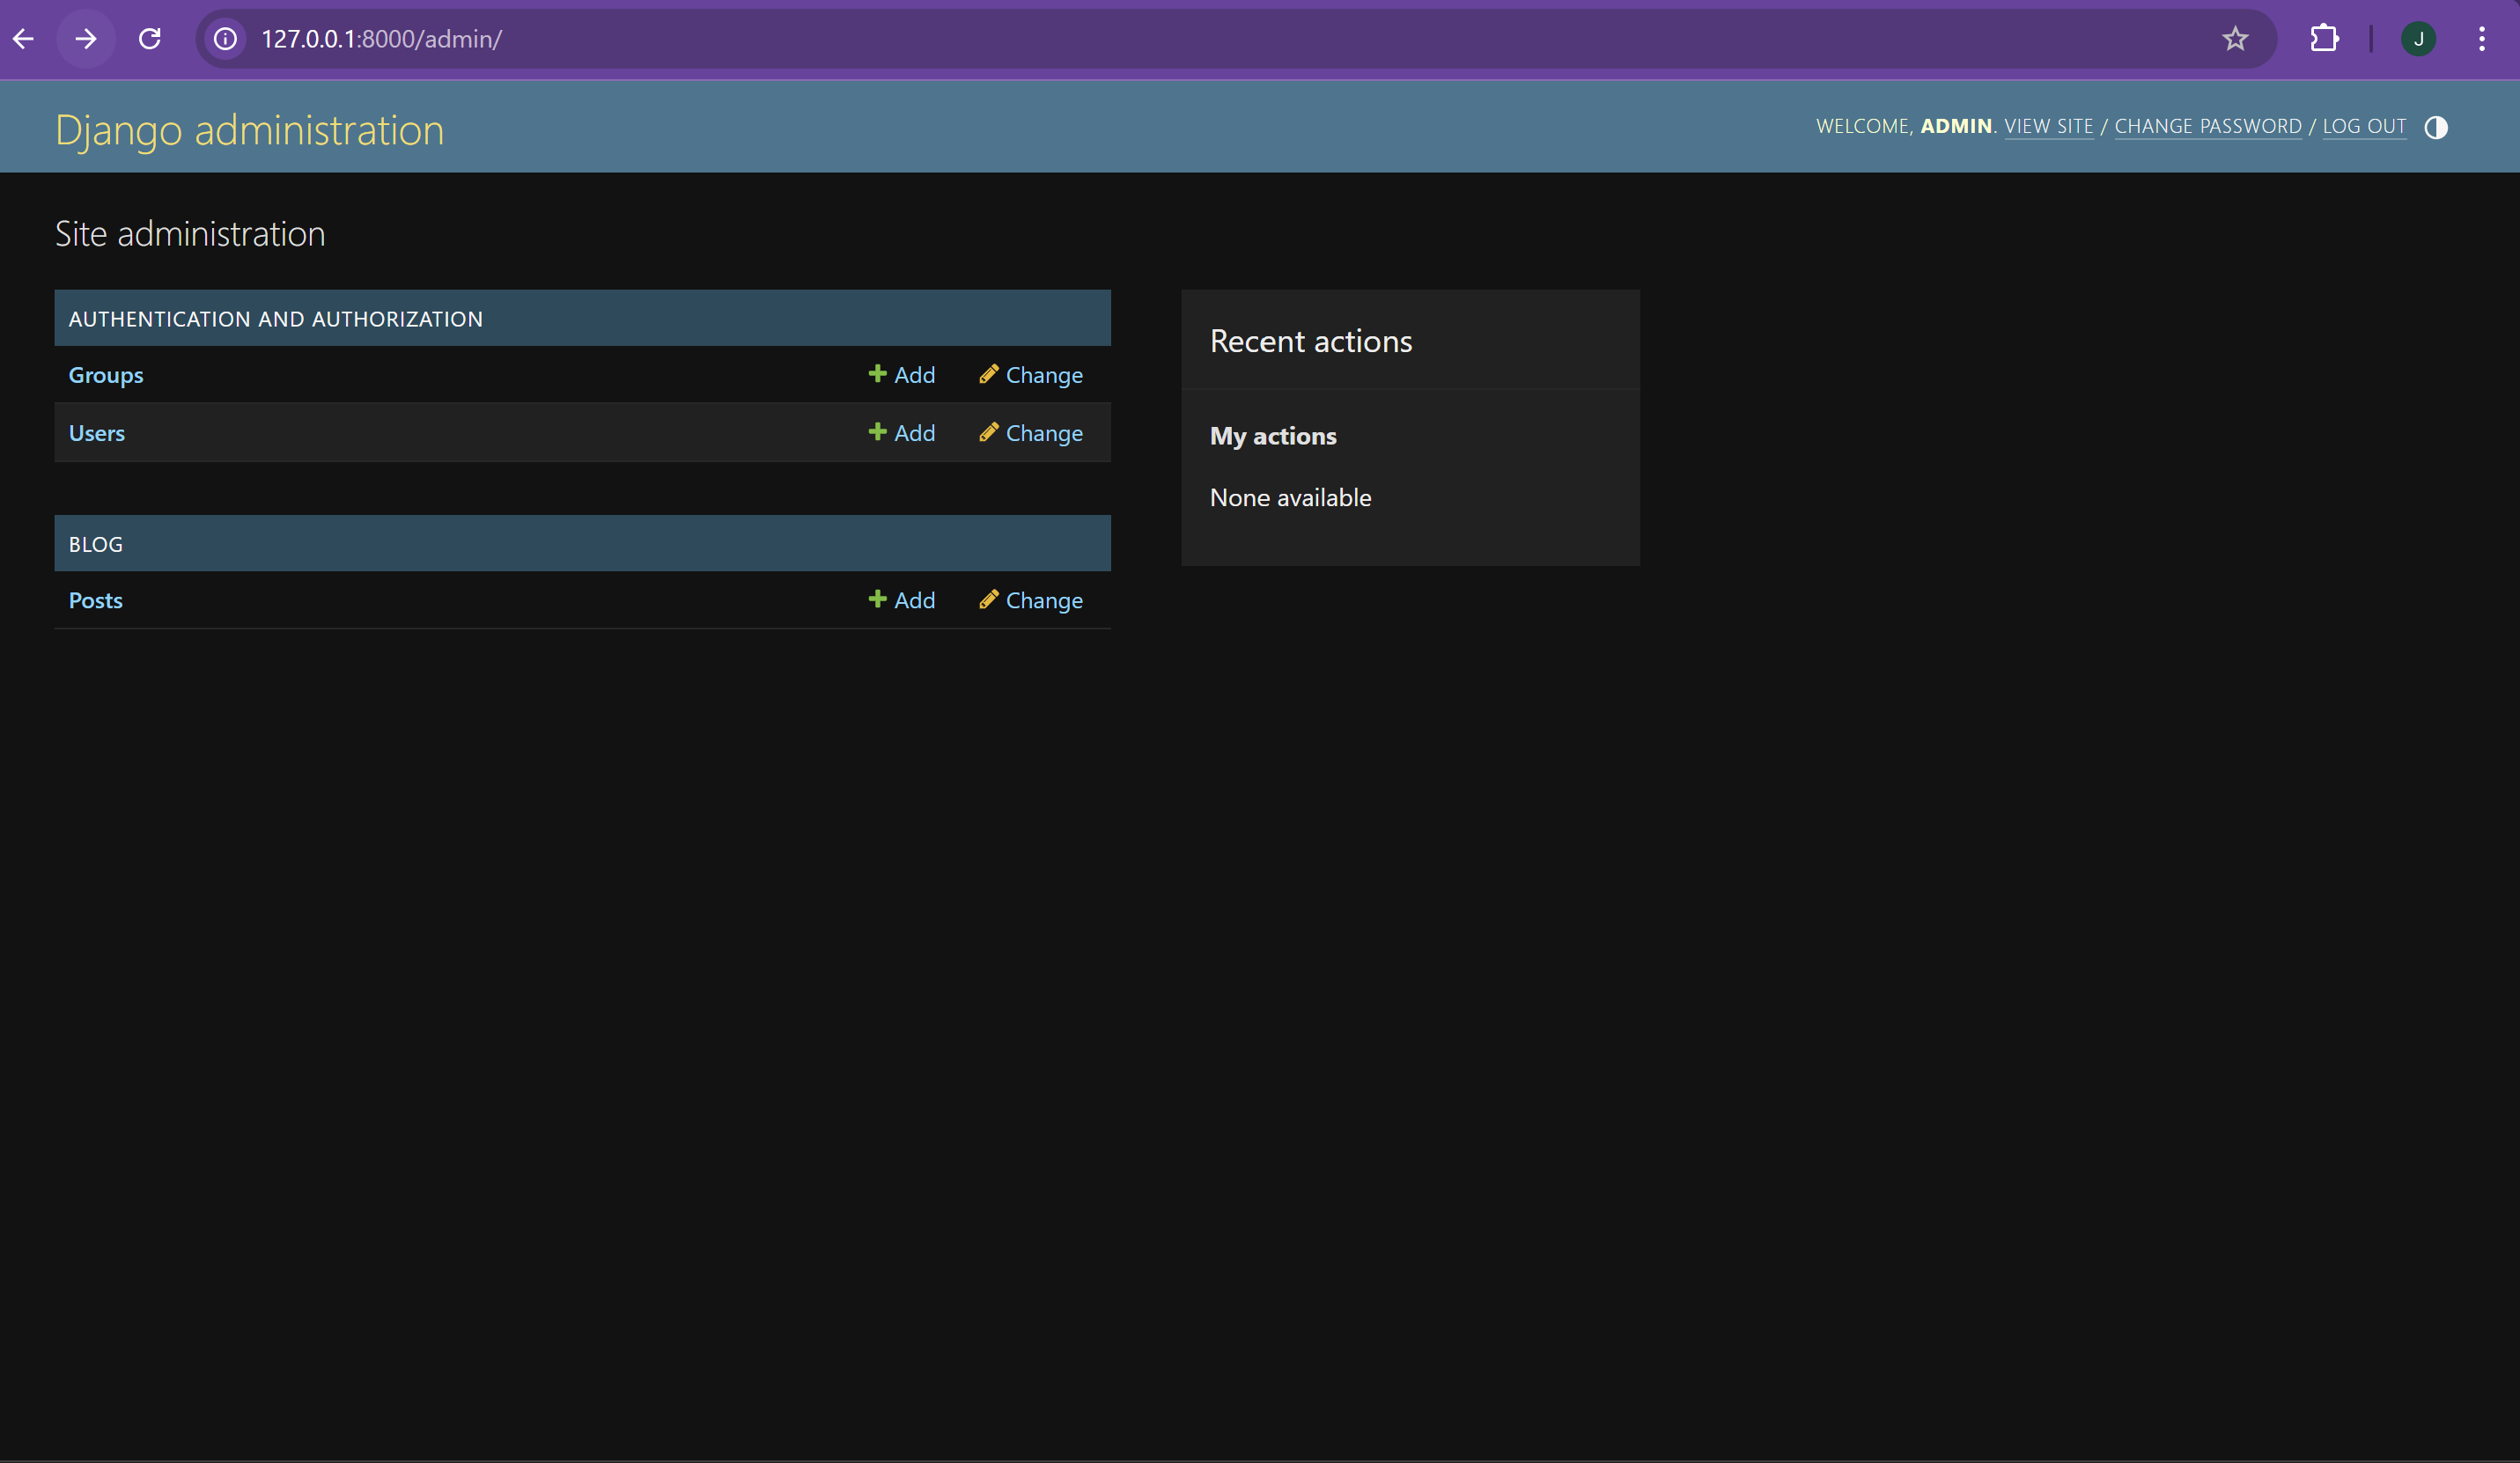 127.0.0.1:8000/admin/
J
Django administration
WELCOME, ADMIN. VIEW SITE / CHANGE PASSWORD / LOG OUT
Site administration
AUTHENTICATION AND AUTHORIZATION
Groups Add Change
Users Add Change
BLOG
Posts Add Change
Recent actions
My actions
None available